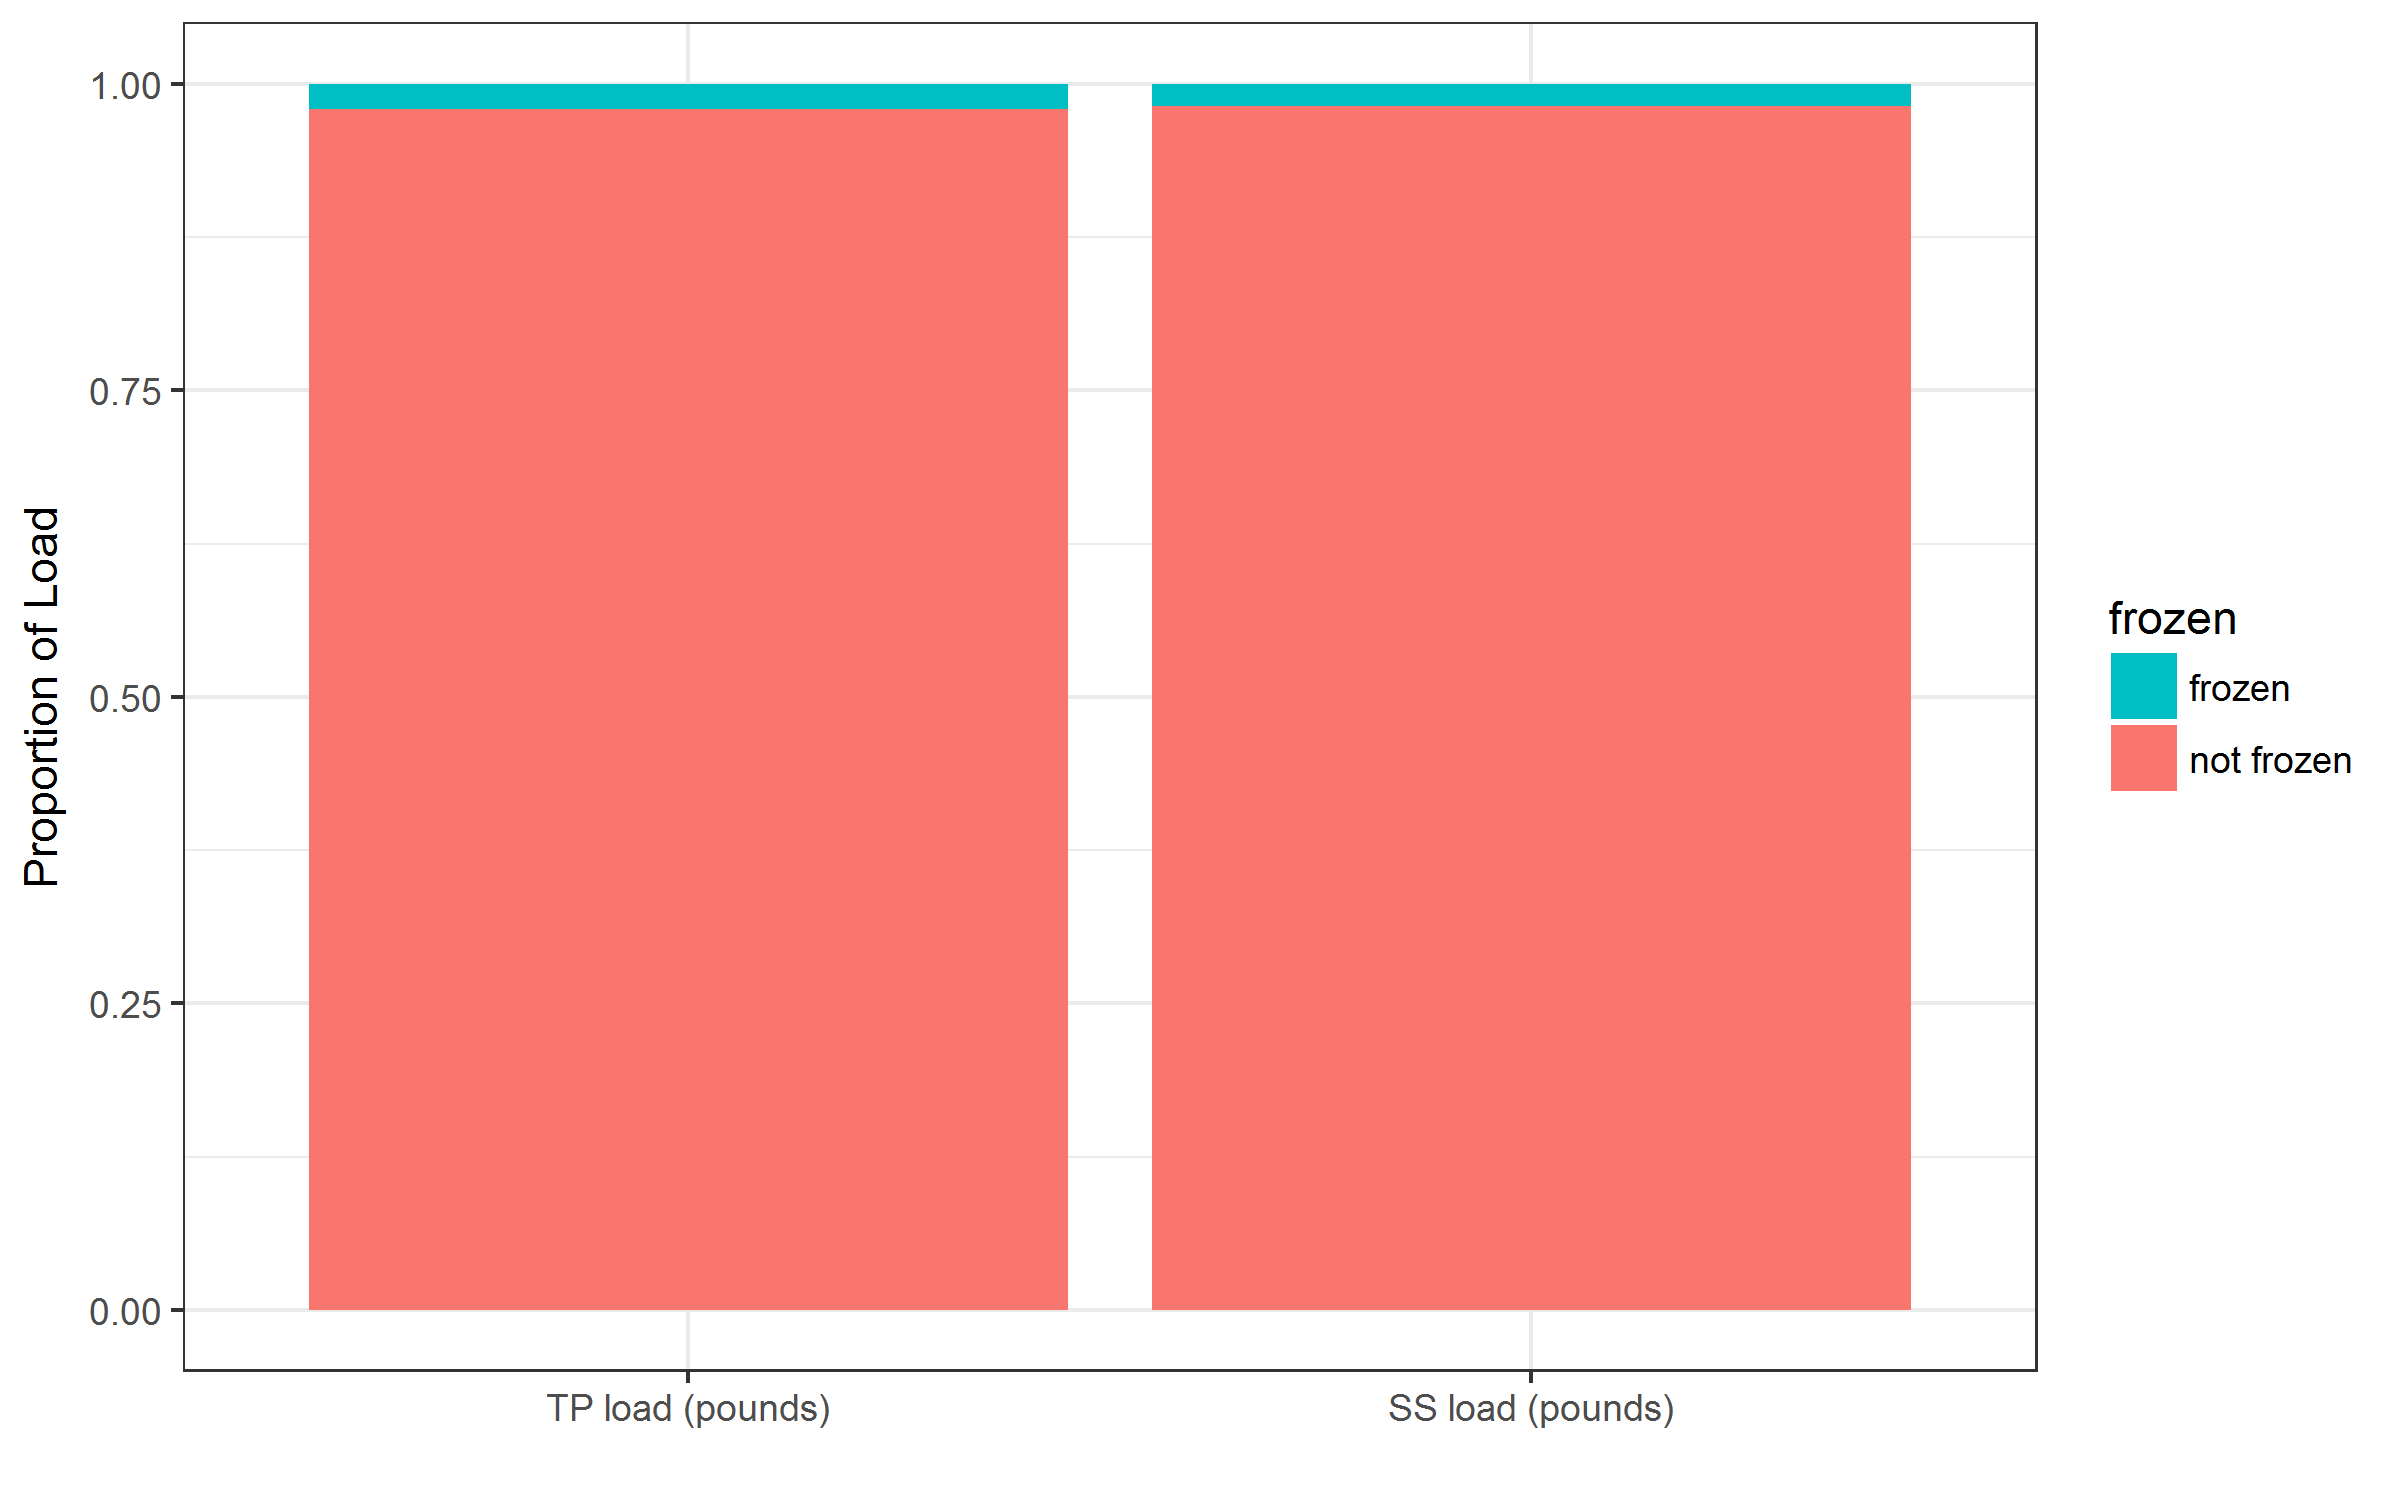 Proportion of Load
1.00
0.75
0.50
0.25
0.00
TP load (pounds)
SS load (pounds)
frozen
frozen
not frozen